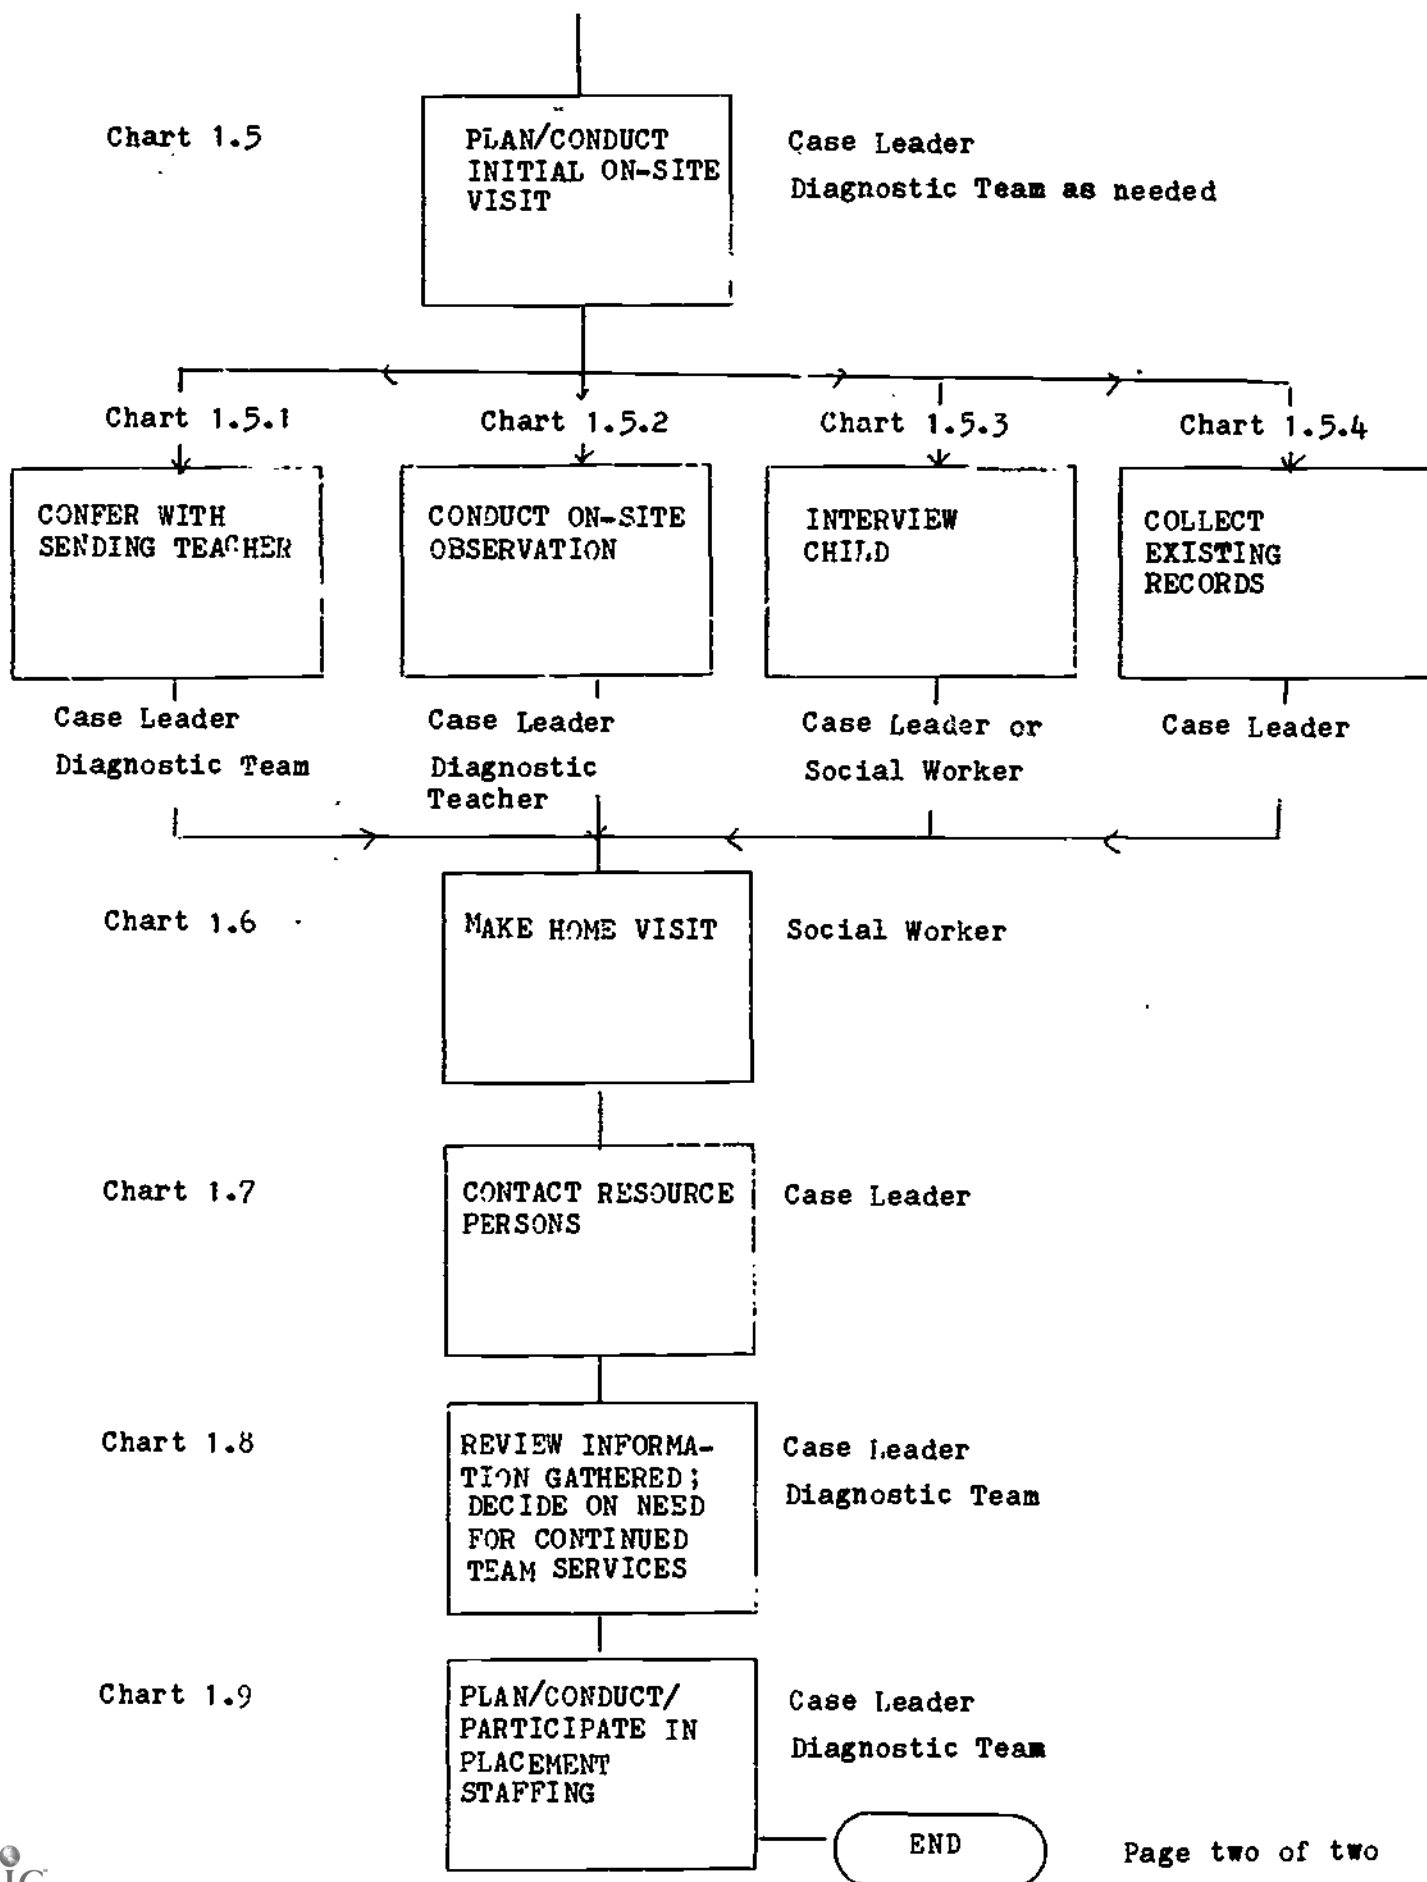 Chart 1.5
PLAN/CONDUCT
INITIAL ON-SITE
VISIT
Case Leader
Diagnostic Team as needed
Chart 1.5.1
Chart 1.5.2
Chart 1.5.3
Chart 1.5.4
CONFER WITH
SENDING TEACHER
CONDUCT ON-SITE
OBSERVATION
INTERVIEW
CHILD
COLLECT
EXISTING
RECORDS
Case Leader
Diagnostic Team
Case Leader
Diagnostic
Teacher
Case Leader or
Social Worker
Case Leader
Chart 1.6
MAKE HOME VISIT
Social Worker
Chart 1.7
CONTACT RESOURCE
PERSONS
Case Leader
Chart 1.8
REVIEW INFORMA-
TION GATHERED;
DECIDE ON NEED
FOR CONTINUED
TEAM SERVICES
Case Leader
Diagnostic Team
Chart 1.9
PLAN/CONDUCT/
PARTICIPATE IN
PLACEMENT
STAFFING
Case Leader
Diagnostic Team
END
Page two of two